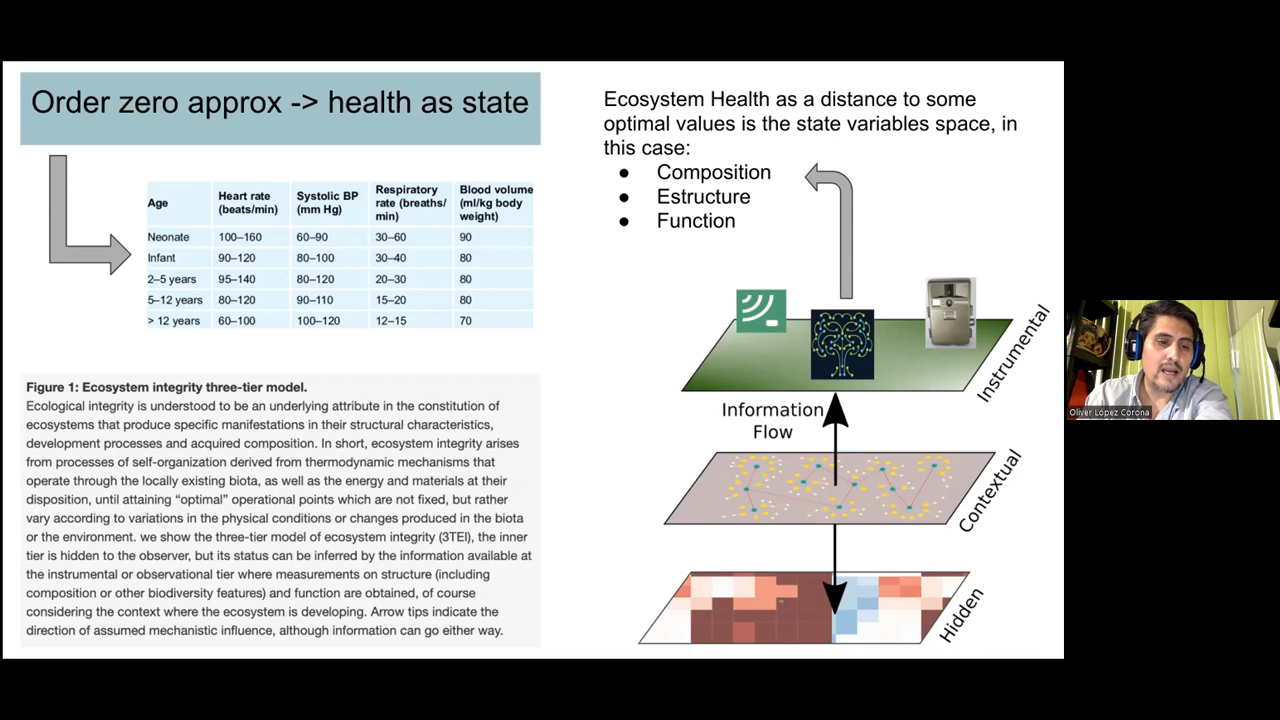 Order zero approx -> health as state
Age Heart rate (beats/min) Systolic BP (mm Hg) Respiratory rate (breaths/ min) Blood volume (ml/kg body weight)
Neonate 100–160 60–90 30–60 90
Infant 90–120 80–100 30–40 80
2–5 years 95–140 80–120 20–30 80
5–12 years 80–120 90–110 15–20 80
> 12 years 60–100 100–120 12–15 70
Figure 1: Ecosystem integrity three-tier model.
Ecological integrity is understood to be an underlying attribute in the constitution of
ecosystems that produce specific manifestations in their structural characteristics,
development processes and acquired composition. In short, ecosystem integrity arises
from processes of self-organization derived from thermodynamic mechanisms that
operate through the locally existing biota, as well as the energy and materials at their
disposition, until attaining “optimal” operational points which are not fixed, but rather
vary according to variations in the physical conditions or changes produced in the biota
or the environment. we show the three-tier model of ecosystem integrity (3TEI), the inner
tier is hidden to the observer, but its status can be inferred by the information available at
the instrumental or observational tier where measurements on structure (including
composition or other biodiversity features) and function are obtained, of course
considering the context where the ecosystem is developing. Arrow tips indicate the
direction of assumed mechanistic influence, although information can go either way.
Ecosystem Health as a distance to some
optimal values is the state variables space, in
this case:
● Composition
● Estructure
● Function
Instrumental
Information
Flow
Contextual
Hidden
Oliver López Corona